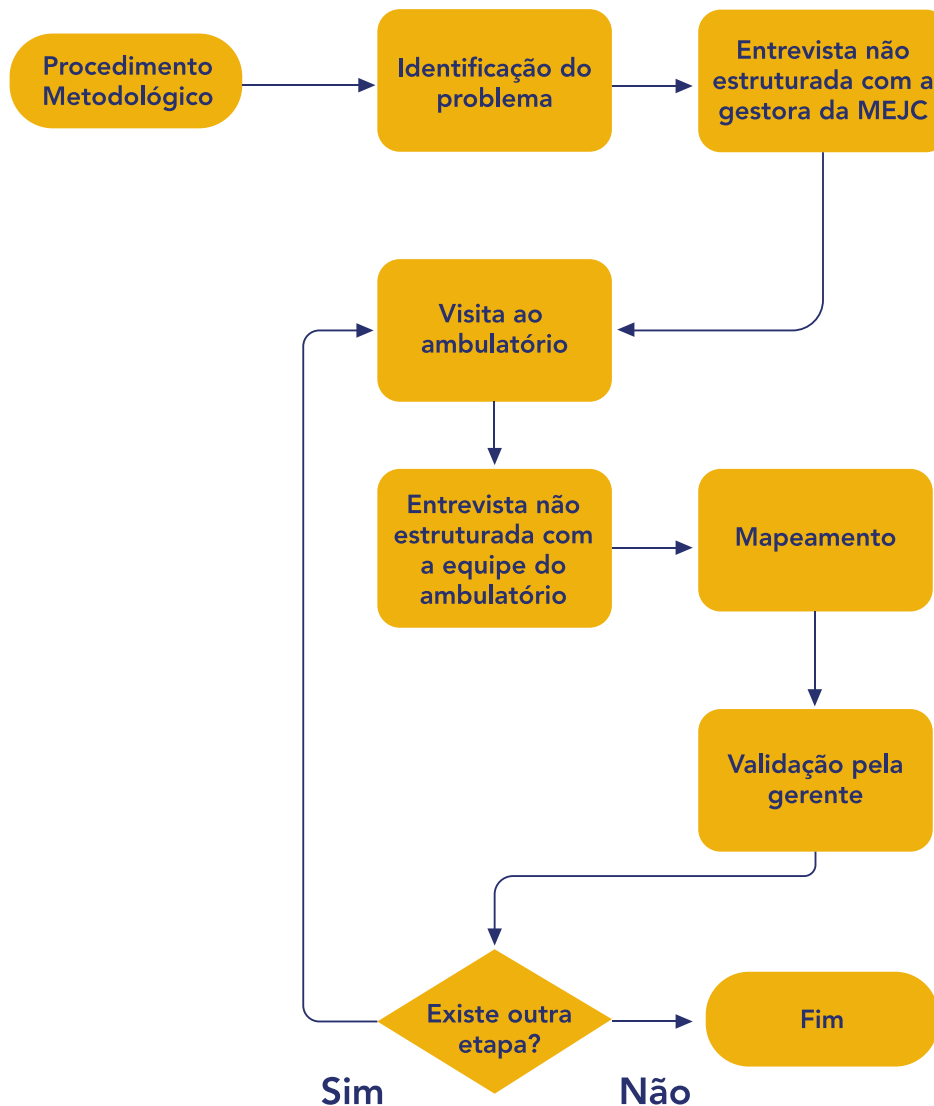 Procedimento
Metodológico
Identificação do
problema
Entrevista não
estruturada com a
gestora da MEJC
Visita ao
ambulatório
Entrevista não
estruturada com
a equipe do
ambulatório
Mapeamento
Validação pela
gerente
Existe outra
etapa?
Fim
Sim
Não